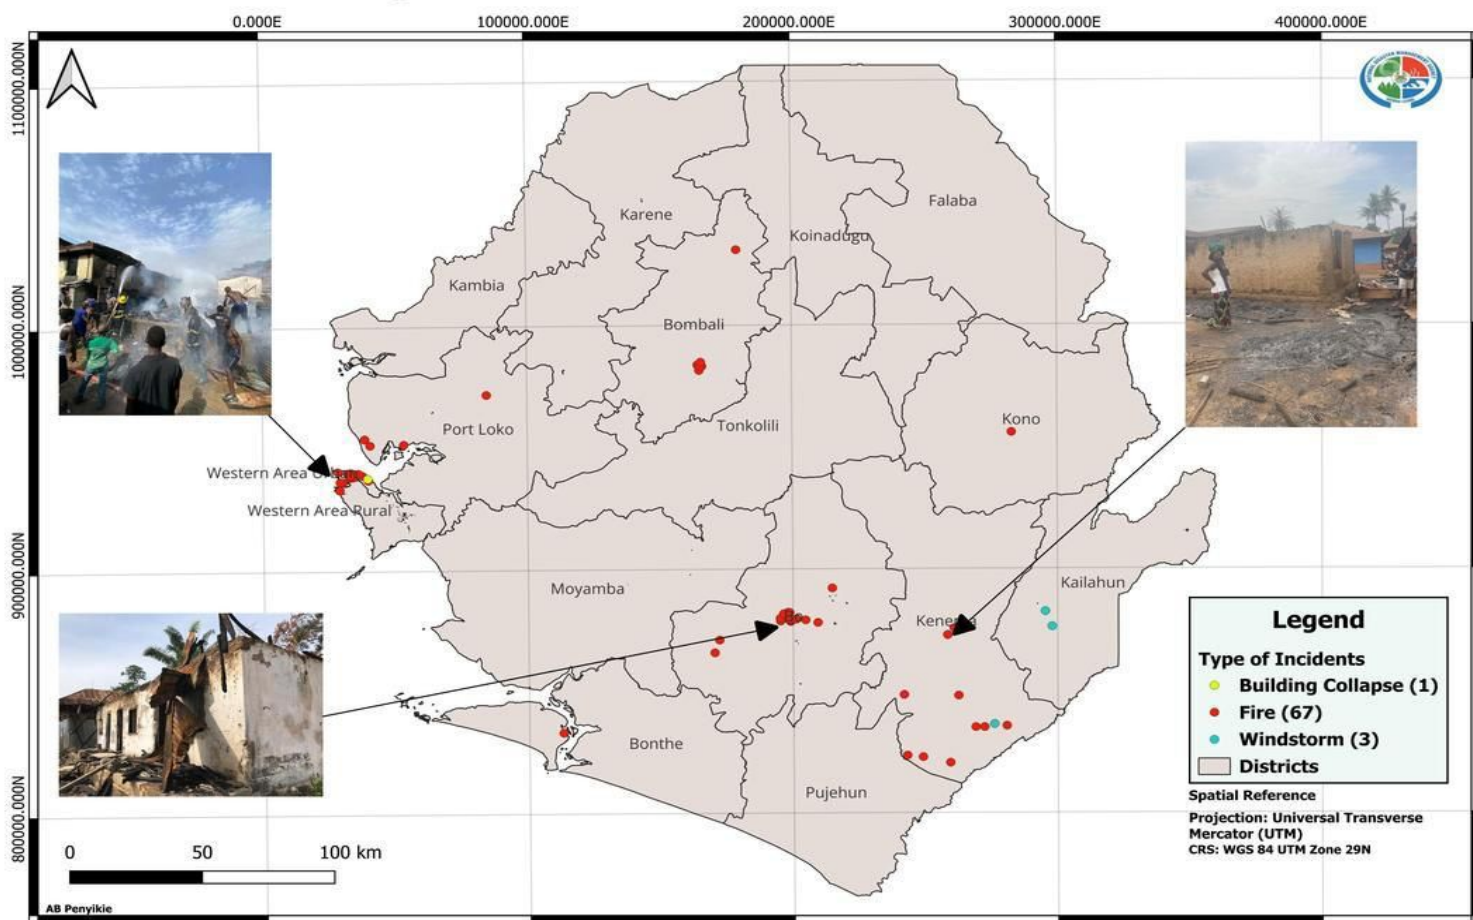 0.000E 100000.000E 200000.000E 300000.000E 400000.000E
1100000.000N
1000000.000N
900000.000N
800000.000N
Falaba
Karene
Koinadugu
Kambia
Bombali
Kono
Port Loko
Tonkolili
Western Area Urban
Western Area Rural
Moyamba
Kailahun
Bo
Kenema
Bonthe
Pujehun
Legend
Type of Incidents
Building Collapse (1)
Fire (67)
Windstorm (3)
Districts
Spatial Reference
Projection: Universal Transverse
Mercator (UTM)
CRS: WGS 84 UTM Zone 29N
0 50 100 km
AB Penyikie